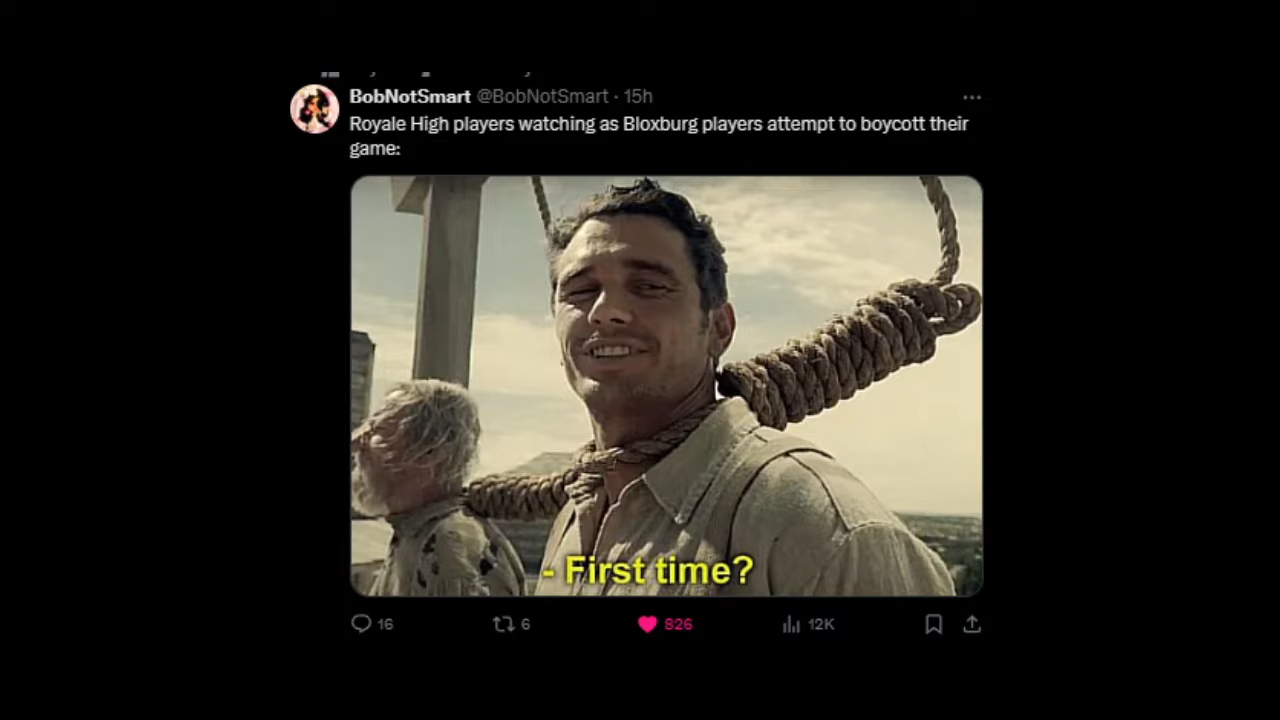 BobNotSmart @BobNotSmart · 15h
Royale High players watching as Bloxburg players attempt to boycott their
game:
- First time?
16 6 826 12K